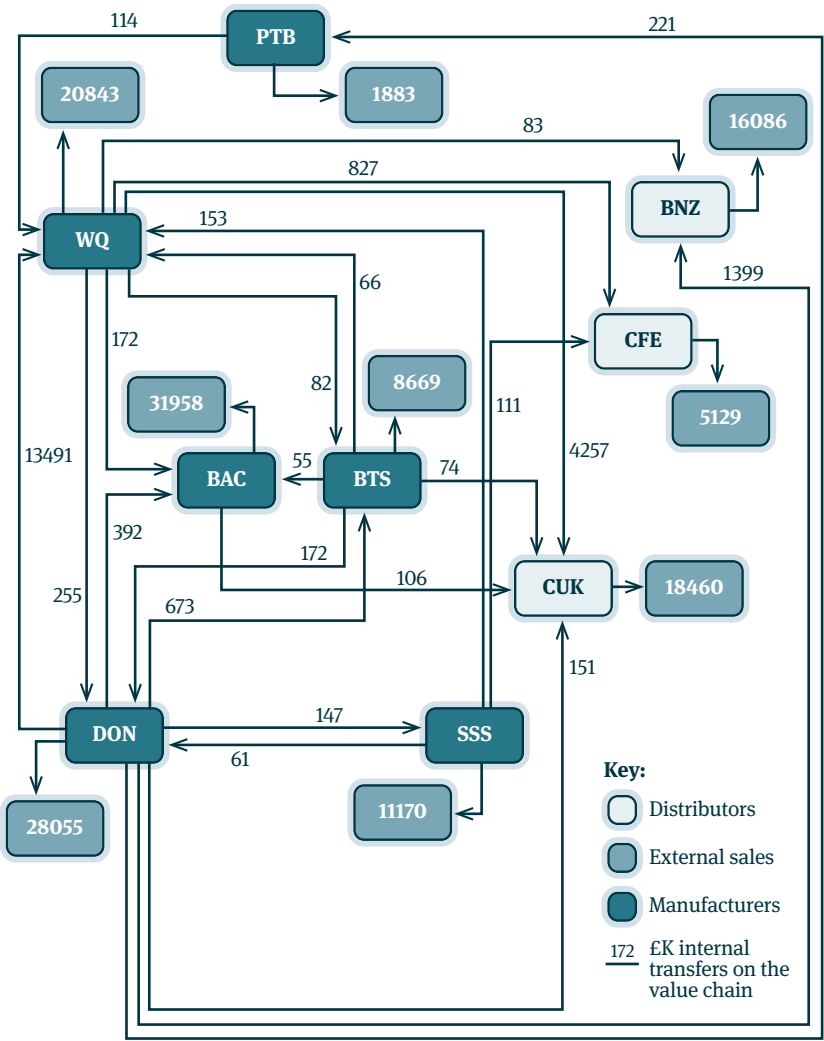 114
PTB
221
20843
1883
83
16086
827
BNZ
153
WQ
1399
66
172
CFE
82
31958
8669
111
5129
13491
4257
55
74
BAC
BTS
392
172
106
CUK
18460
255
673
151
147
DON
SSS
61
Key:
Distributors
11170
28055
External sales
Manufacturers
172 £K internal
transfers on the
value chain